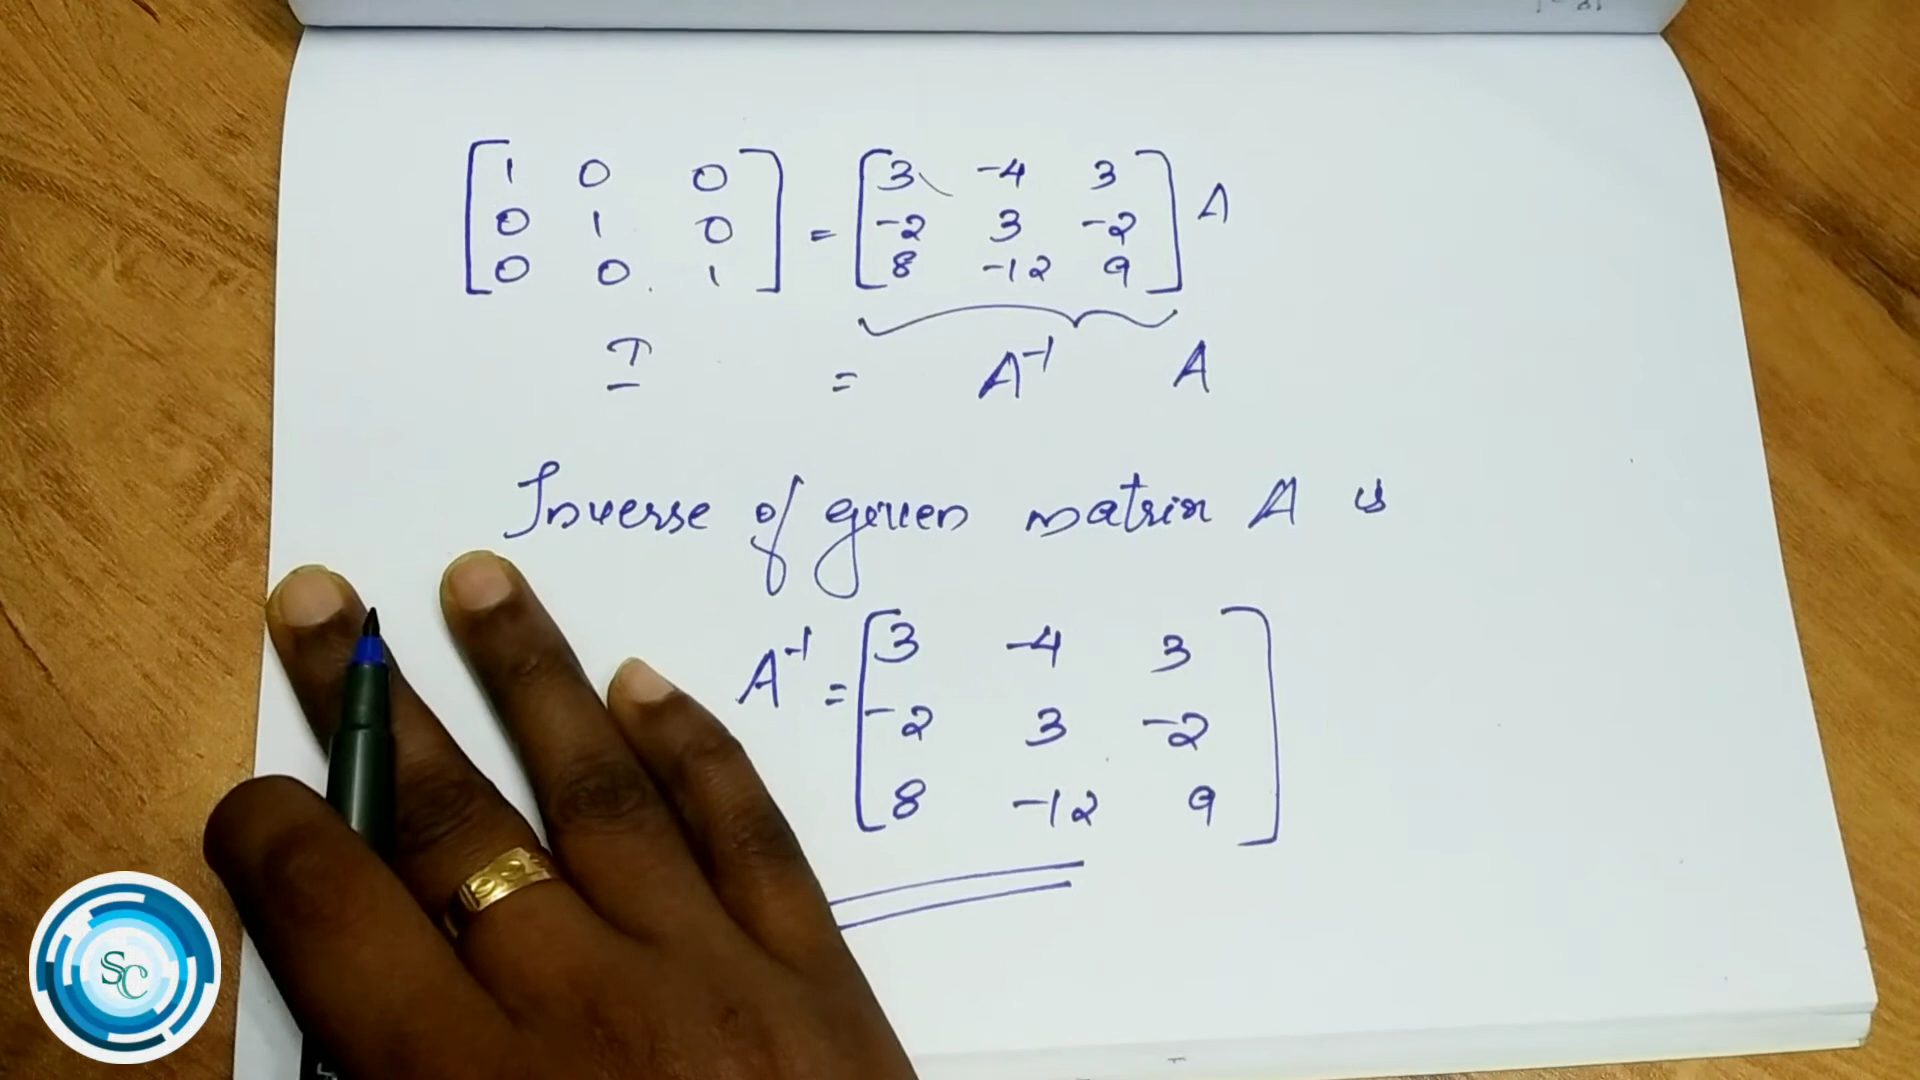 [1 0 0] = [3 -4 3] A
[0 1 0] [-2 3 -2]
[0 0 1] [8 -12 9]
I = A⁻¹ A
Inverse of given matrix A is
A⁻¹ = [3 -4 3]
[-2 3 -2]
[8 -12 9]
SC